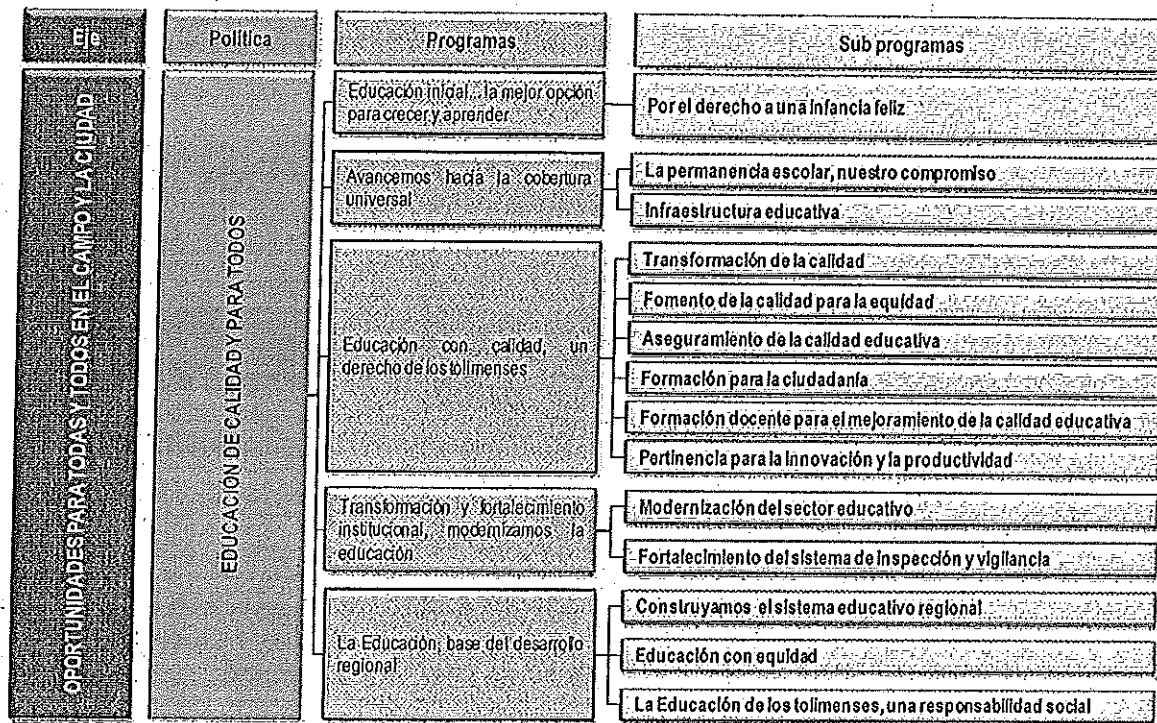 Eje
Política
Programas
Sub programas
OPORTUNIDADES PARA TODAS Y TODOS EN EL CAMPO Y LA CIUDAD
EDUCACIÓN DE CALIDAD Y PARA TODOS
Educación inicial...la mejor opción
para crecer y aprender
Por el derecho a una infancia feliz
Avancemos hacia la cobertura
universal
La permanencia escolar, nuestro compromiso
Infraestructura educativa
Educación con calidad, un
derecho de los tolimenses
Transformación de la calidad
Fomento de la calidad para la equidad
Aseguramiento de la calidad educativa
Formación para la ciudadanía
Formación docente para el mejoramiento de la calidad educativa
Pertinencia para la innovación y la productividad
Transformación y fortalecimiento
institucional, modernizamos la
educación
Modernización del sector educativo
Fortalecimiento del sistema de inspección y vigilancia
La Educación, base del desarrollo
regional
Construyamos el sistema educativo regional
Educación con equidad
La Educación de los tolimenses, una responsabilidad social